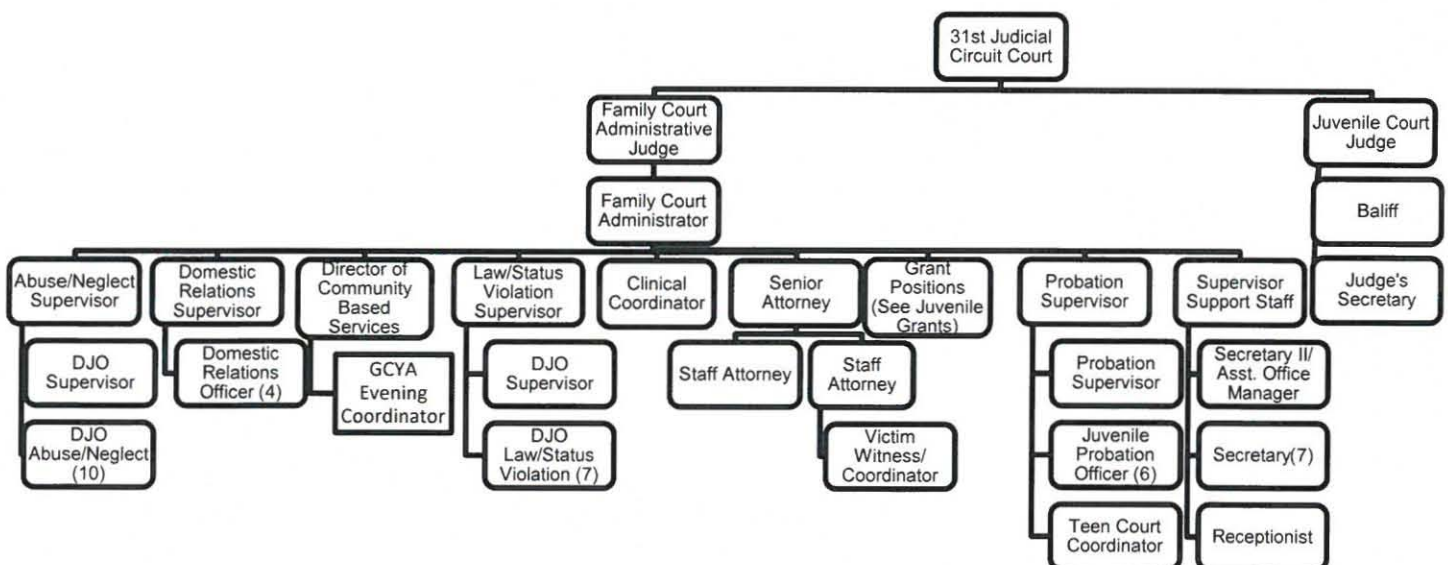 31st Judicial
Circuit Court
Family Court
Administrative
Judge
Juvenile Court
Judge
Family Court
Administrator
Baliff
Judge's
Secretary
Abuse/Neglect
Supervisor
Domestic
Relations
Supervisor
Director of
Community
Based
Services
Law/Status
Violation
Supervisor
Clinical
Coordinator
Senior
Attorney
Grant
Positions
(See Juvenile
Grants)
Probation
Supervisor
Supervisor
Support Staff
DJO
Supervisor
DJO
Abuse/Neglect
(10)
Domestic
Relations
Officer (4)
GCYA
Evening
Coordinator
DJO
Supervisor
DJO
Law/Status
Violation (7)
Staff Attorney
Staff
Attorney
Victim
Witness/
Coordinator
Probation
Supervisor
Juvenile
Probation
Officer (6)
Teen Court
Coordinator
Secretary II/
Asst. Office
Manager
Secretary(7)
Receptionist